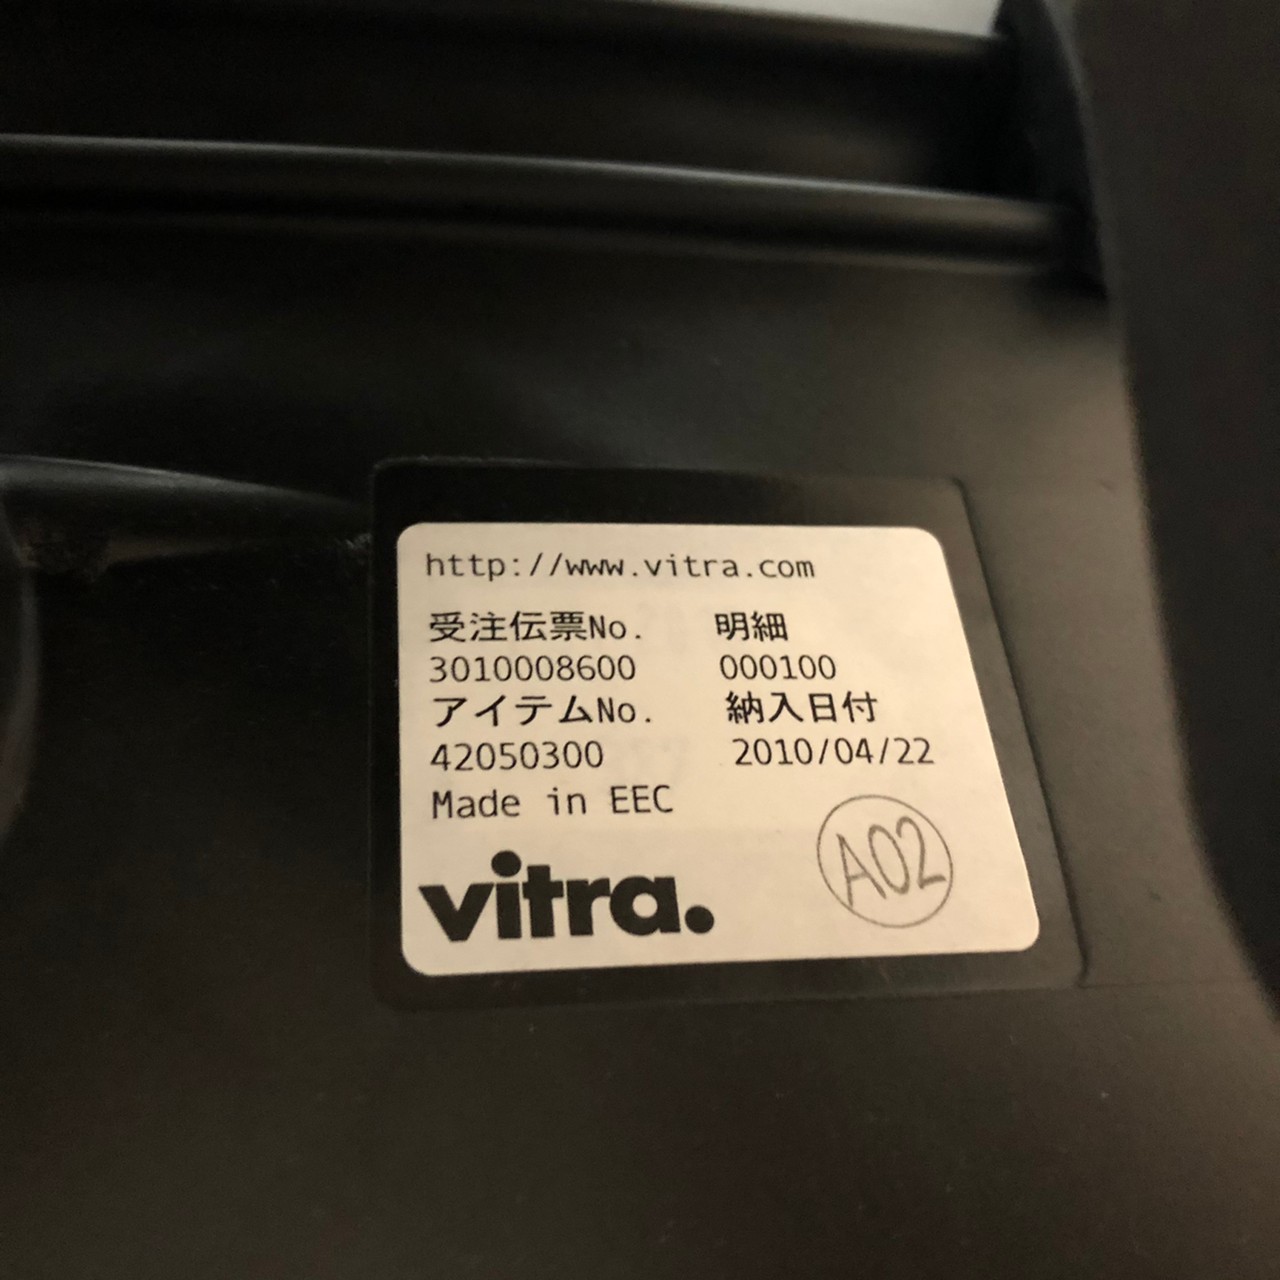 http://www.vitra.com
受注伝票No. 明細
3010008600 000100
アイテムNo. 納入日付
42050300 2010/04/22
Made in EEC
vitra.
A02